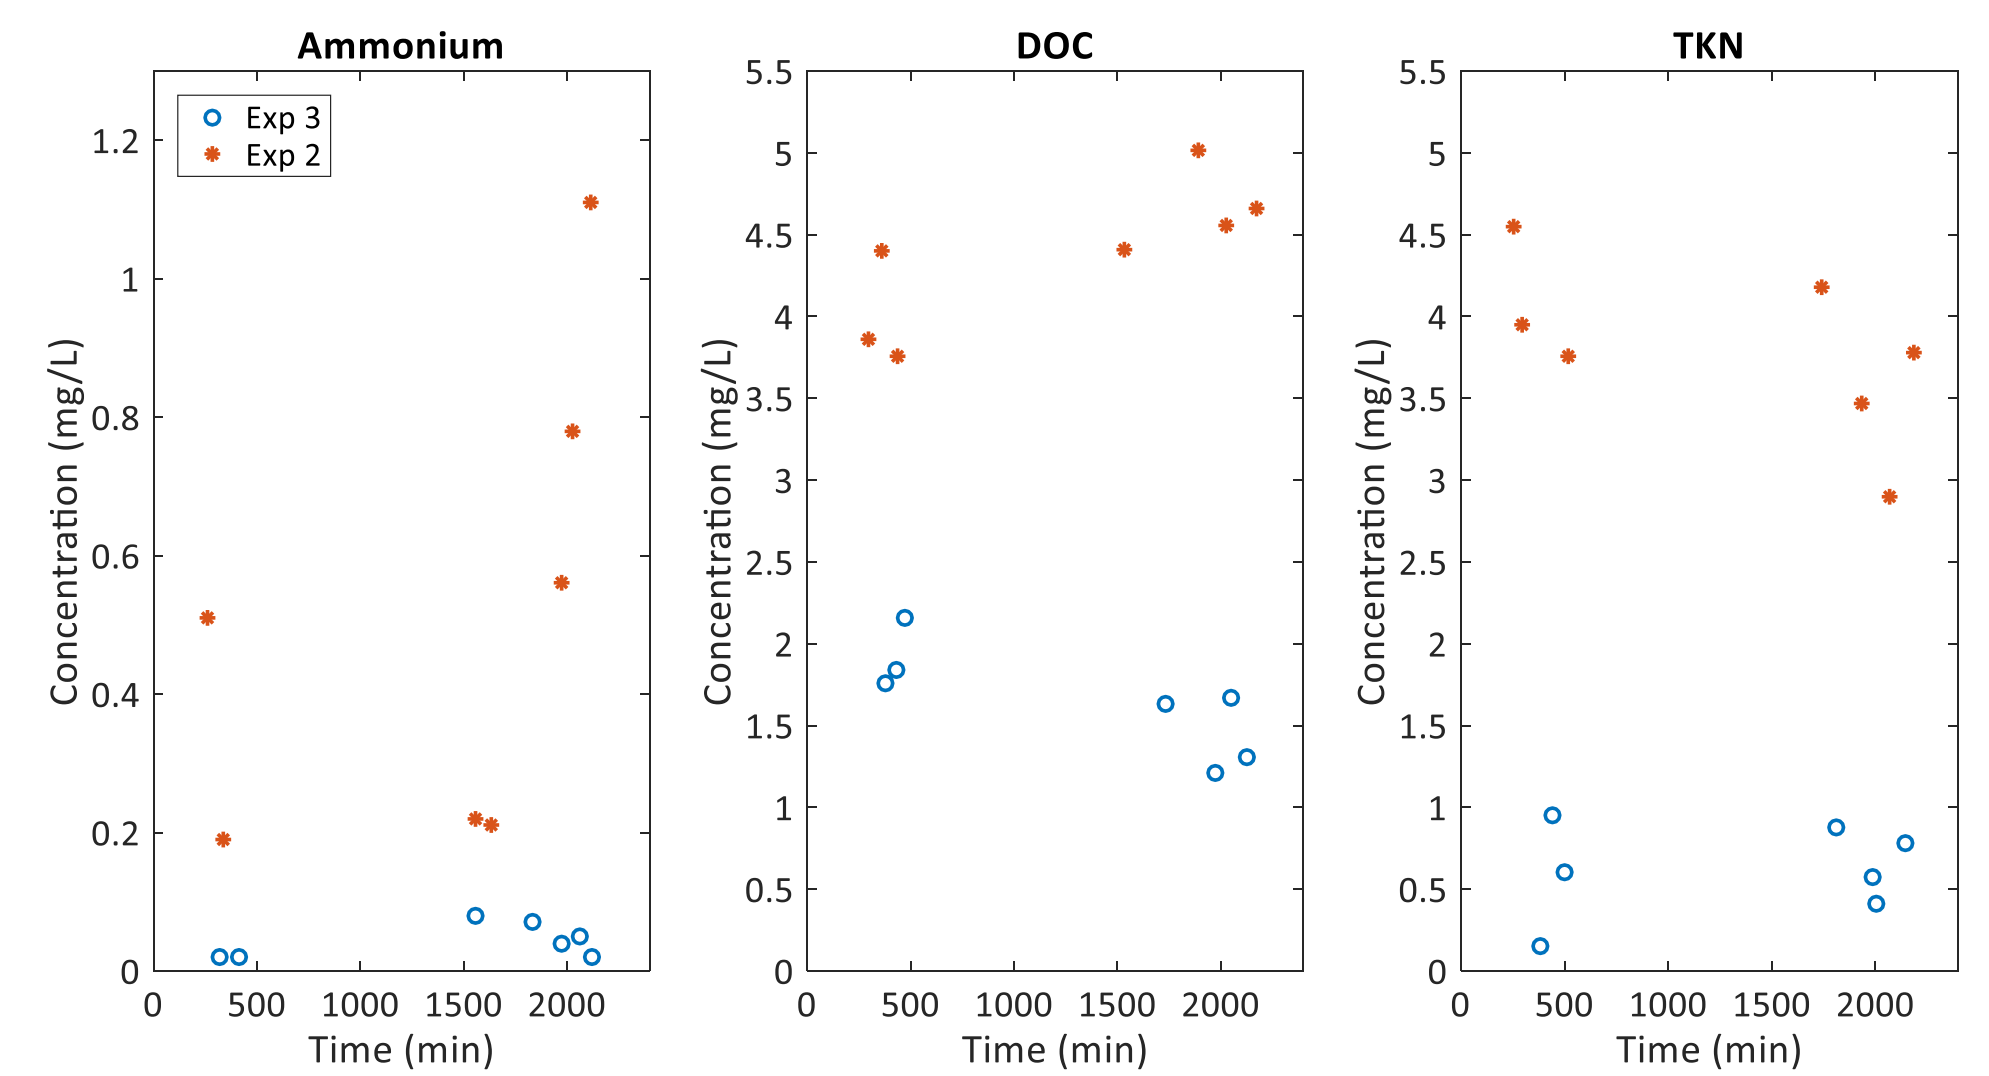 Ammonium
Exp 3
Exp 2
1.2
1
0.8
0.6
0.4
0.2
0
0 500 1000 1500 2000
Time (min)
Concentration (mg/L)
DOC
5.5
5
4.5
4
3.5
3
2.5
2
1.5
1
0.5
0
0 500 1000 1500 2000
Time (min)
Concentration (mg/L)
TKN
5.5
5
4.5
4
3.5
3
2.5
2
1.5
1
0.5
0
0 500 1000 1500 2000
Time (min)
Concentration (mg/L)